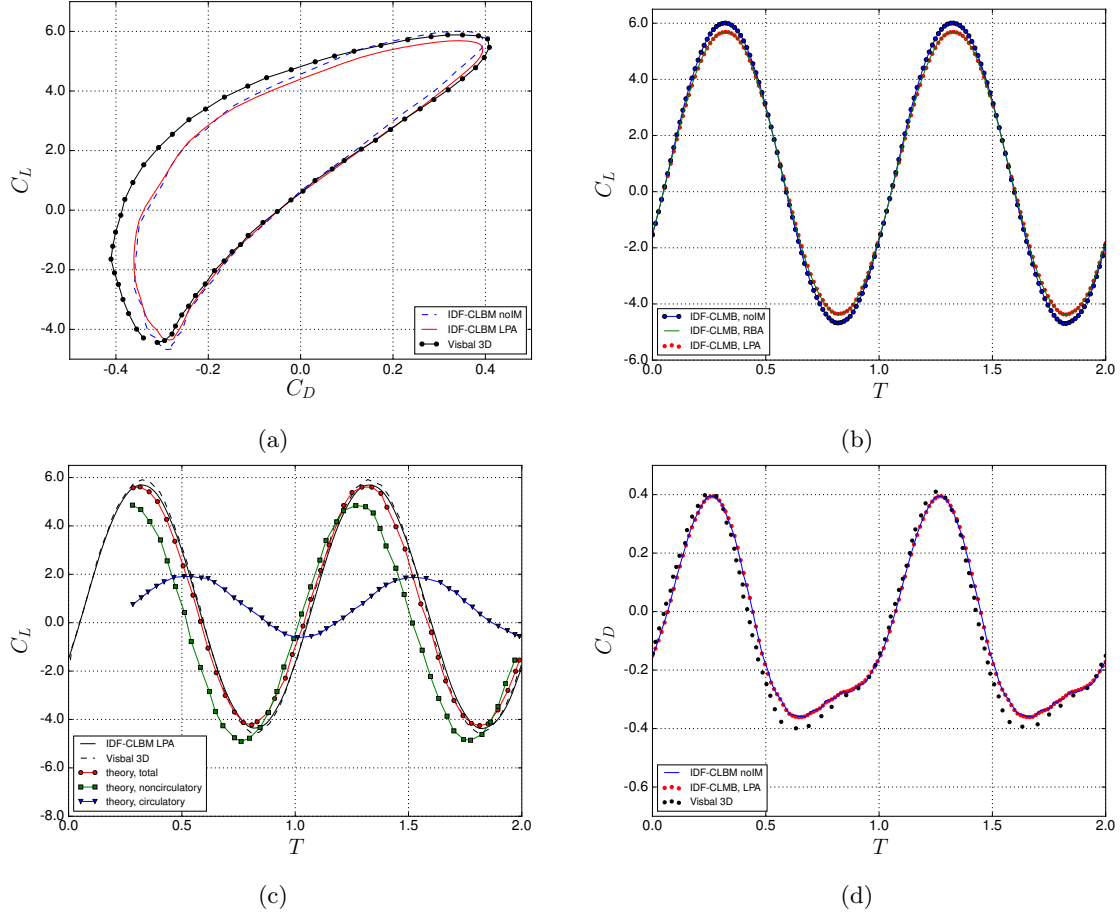 6.0
4.0
2.0
0.0
-2.0
-4.0
C_L
-0.4 -0.2 0.0 0.2 0.4
C_D
IDF-CLBM noIM
IDF-CLBM LPA
Visbal 3D
(a)
6.0
4.0
2.0
0.0
-2.0
-4.0
-6.0
C_L
0.0 0.5 1.0 1.5 2.0
T
IDF-CLMB, noIM
IDF-CLMB, RBA
IDF-CLMB, LPA
(b)
6.0
4.0
2.0
0.0
-2.0
-4.0
-6.0
-8.0
C_L
0.0 0.5 1.0 1.5 2.0
T
IDF-CLBM LPA
Visbal 3D
theory, total
theory, noncirculatory
theory, circulatory
(c)
0.4
0.2
0.0
-0.2
-0.4
-0.6
C_D
0.0 0.5 1.0 1.5 2.0
T
IDF-CLBM noIM
IDF-CLMB, LPA
Visbal 3D
(d)